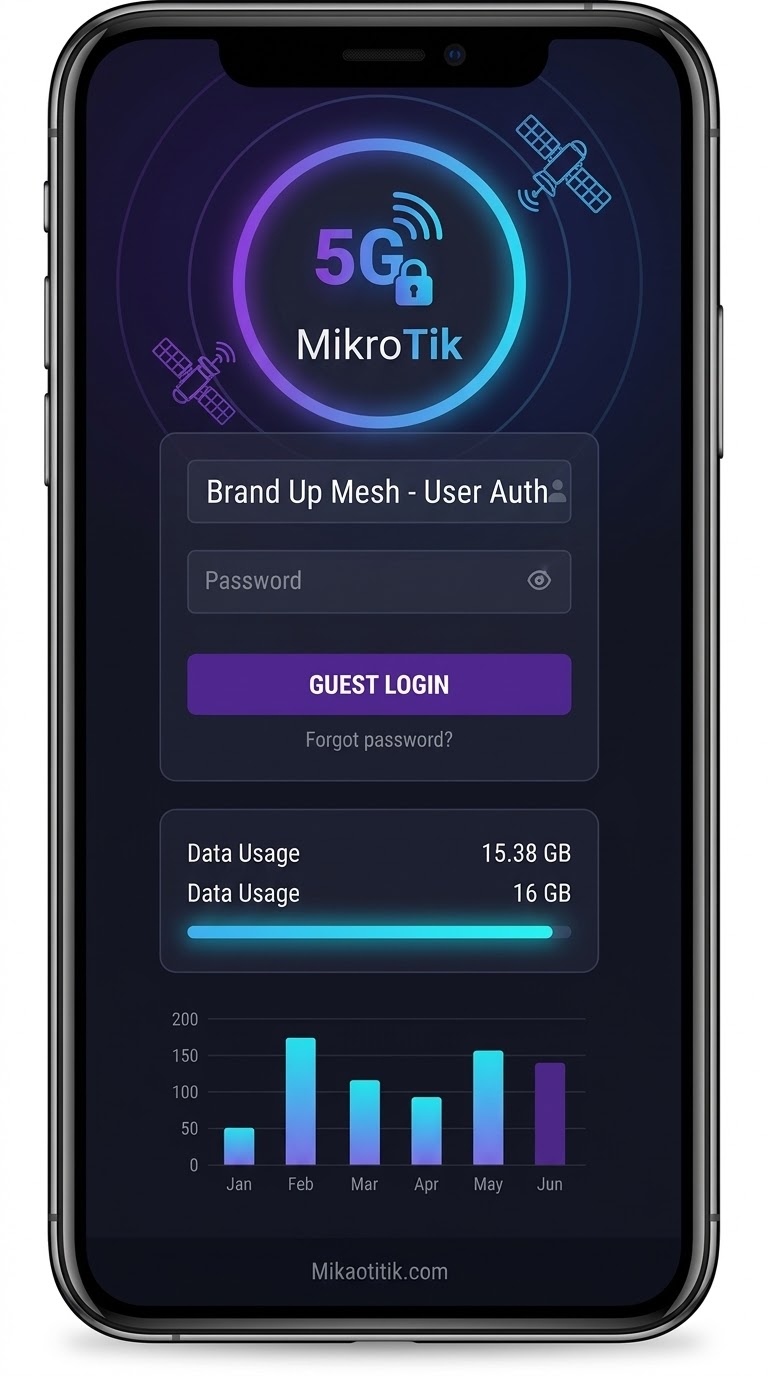 5G
MikroTik
Brand Up Mesh - User Auth
Password
GUEST LOGIN
Forgot password?
Data Usage 15.38 GB
Data Usage 16 GB
200
150
100
50
0
Jan Feb Mar Apr May Jun
Mikaotitik.com